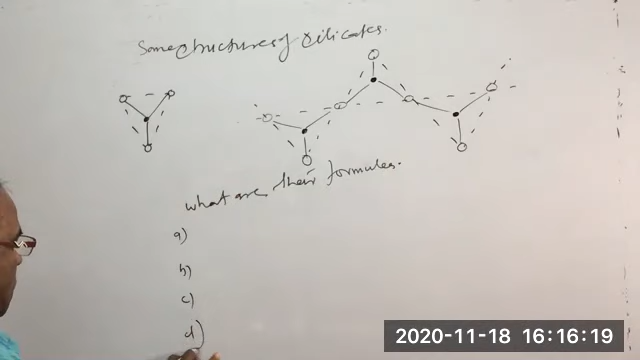 Some structures of silicates.
what are their formulas.
a)
b)
c)
d)
2020-11-18 16:16:19